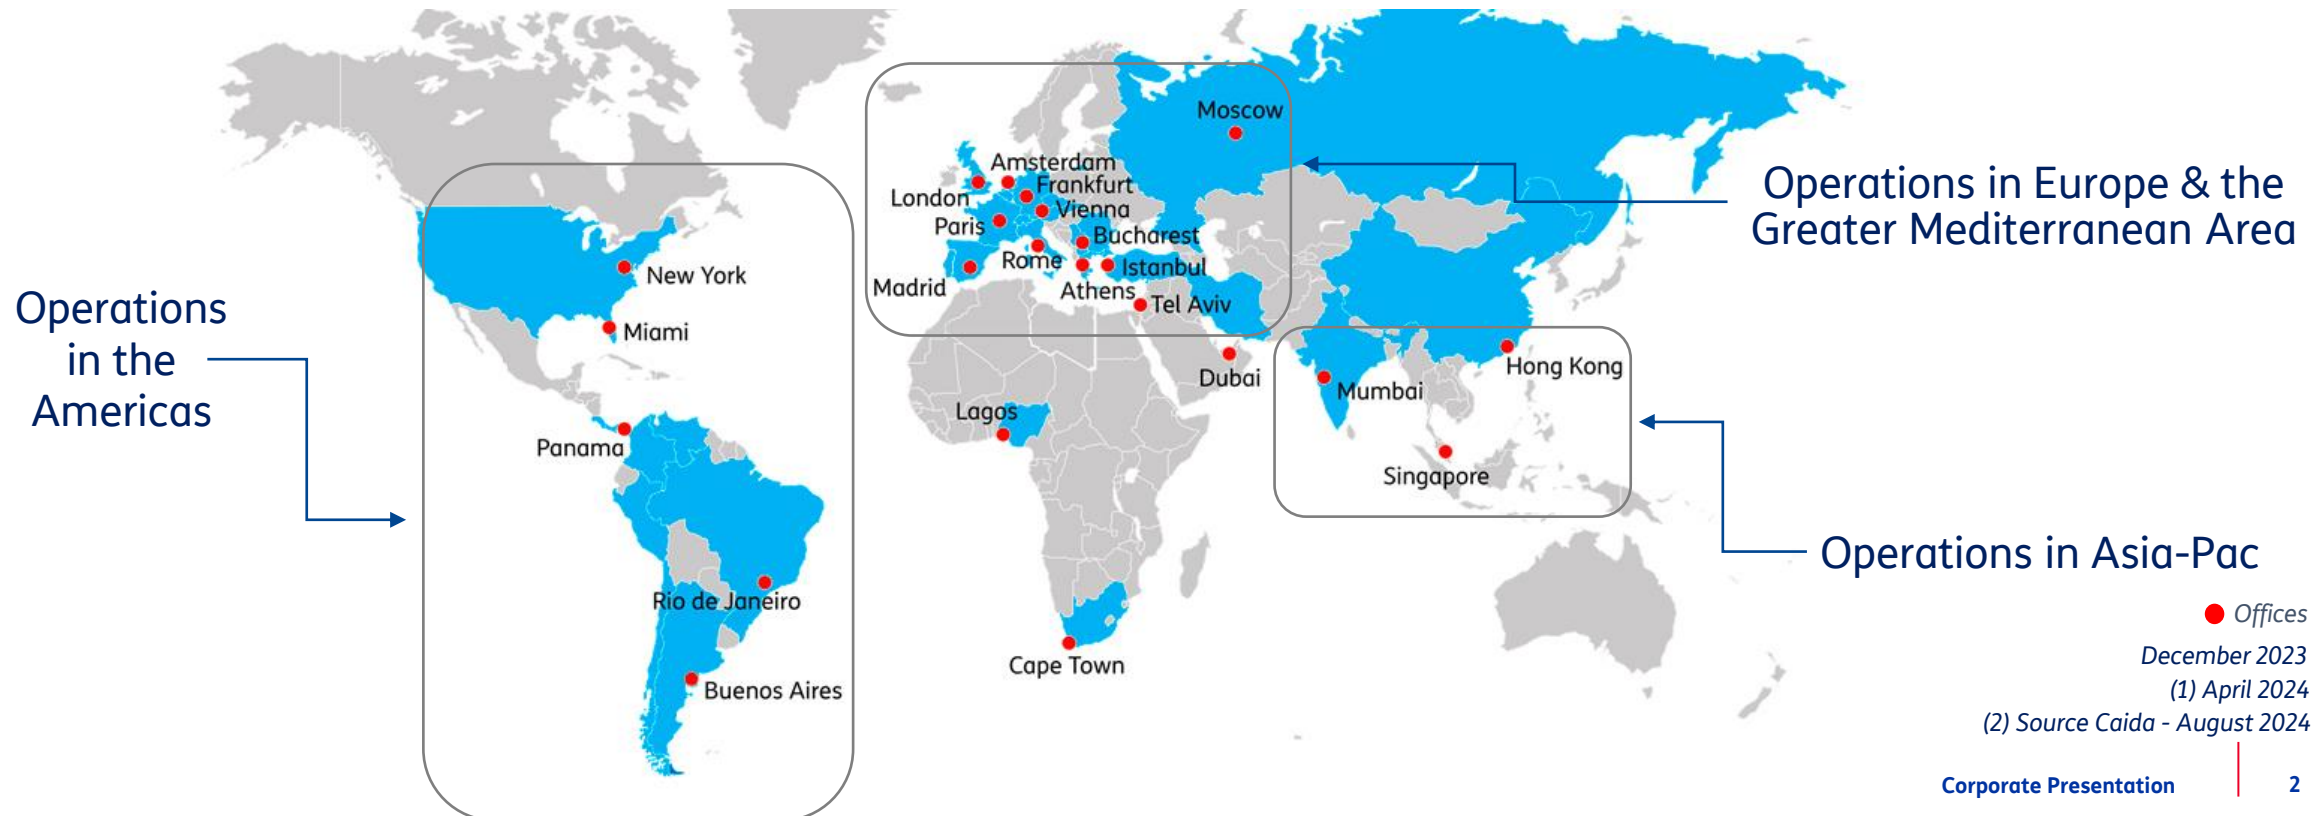 Moscow
Amsterdam
Frankfurt
London
Vienna
Paris
Bucharest
Rome
Istanbul
Madrid
Athens
Tel Aviv
Operations in Europe & the
Greater Mediterranean Area
New York
Miami
Operations
in the
Americas
Panama
Rio de Janeiro
Buenos Aires
Dubai
Lagos
Cape Town
Hong Kong
Mumbai
Singapore
Operations in Asia-Pac
Offices
December 2023
(1) April 2024
(2) Source Caida - August 2024
Corporate Presentation
2